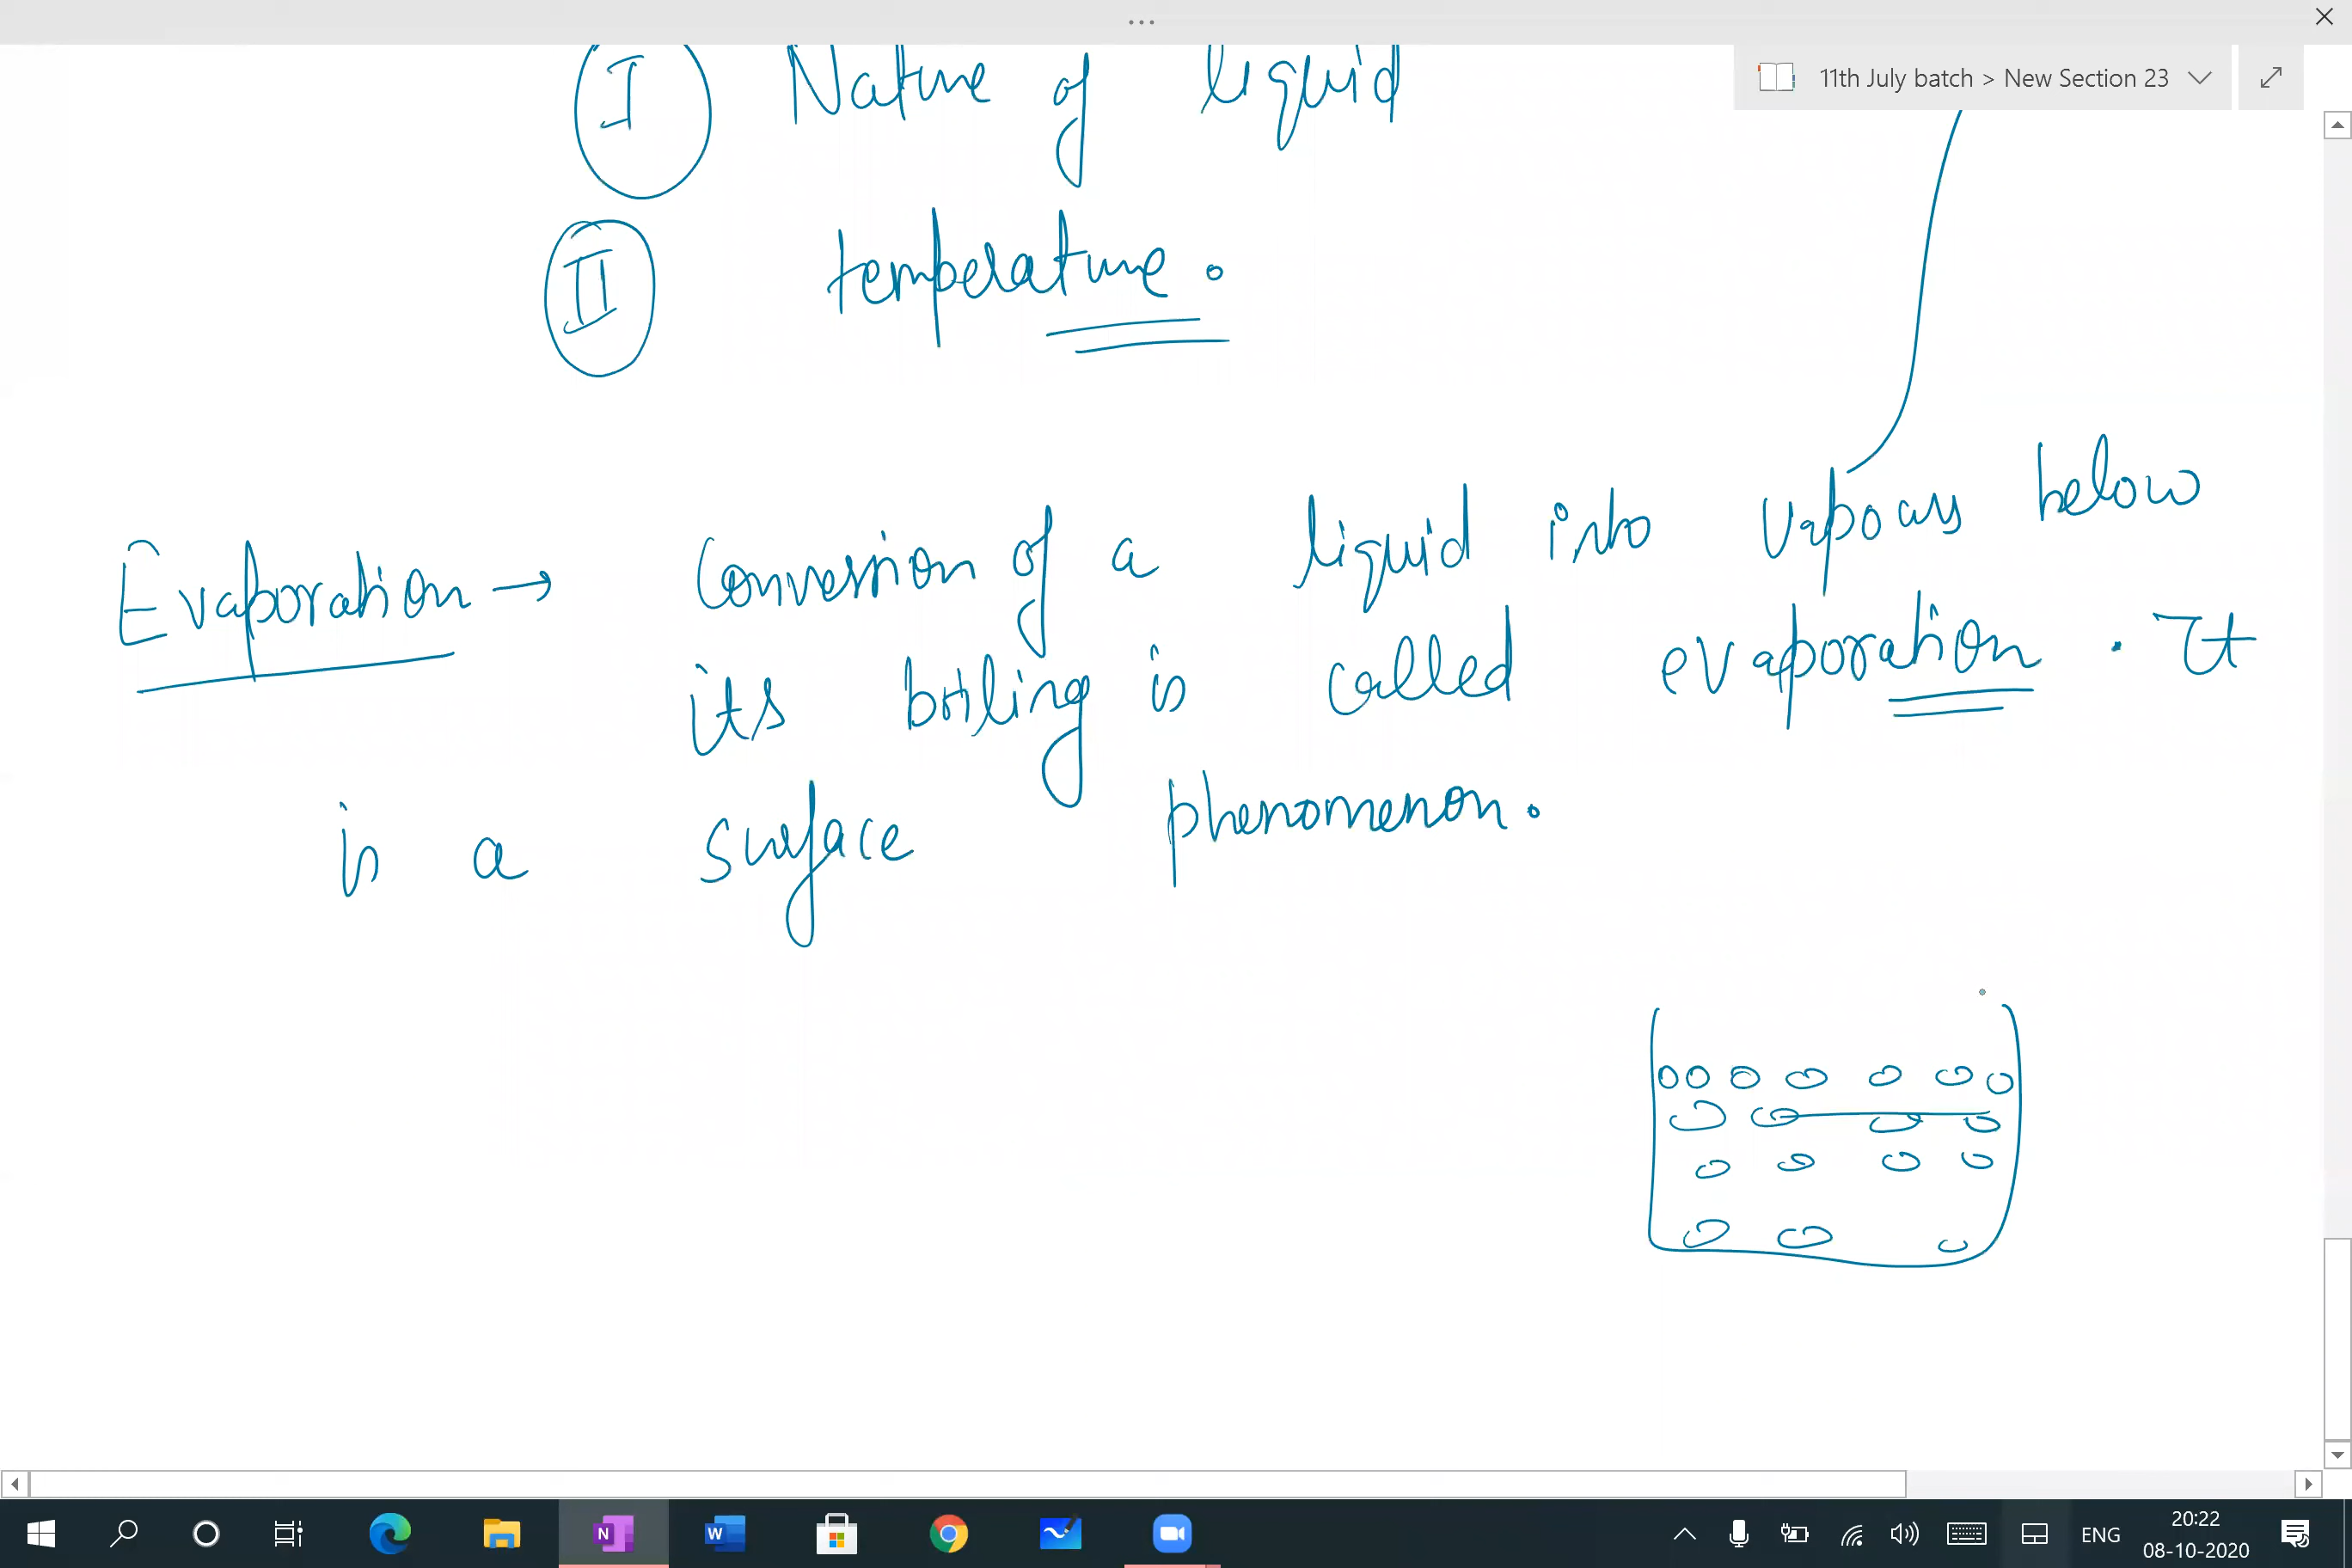 ...
11th July batch > New Section 23
I Nature of liquid
II temperature.
Evaporation → Conversion of a liquid into vapours below
its boiling is called evaporation. It
is a surface phenomenon.
N W
ENG
20:22
08-10-2020